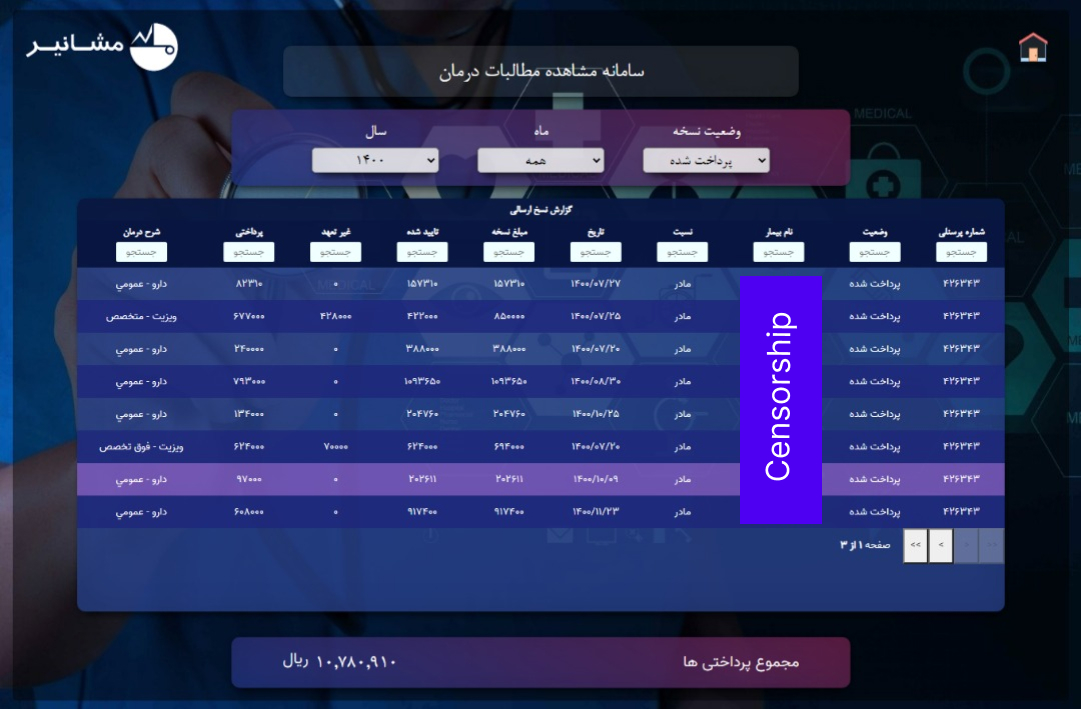 مشانیر
سامانه مشاهده مطالبات درمان
وضعیت نسخه ماه سال
پرداخت شده همه ۱۴۰۰
MEDICAL
گزارش نسخ ارسالی
شماره پرسنلی وضعیت نام بیمار نسبت تاریخ مبلغ نسخه تایید شده غیر تعهد پرداختی شرح درمان
جستجو جستجو جستجو جستجو جستجو جستجو جستجو جستجو جستجو جستجو
۴۲۶۳۴۳ پرداخت شده مادر ۱۴۰۰/۰۷/۲۷ ۱۵۷۳۱۰ ۱۵۷۳۱۰ ۰ ۸۲۳۱۰ دارو - عمومي
۴۲۶۳۴۳ پرداخت شده مادر ۱۴۰۰/۰۷/۲۵ ۸۵۰۰۰۰ ۴۲۲۰۰۰ ۴۲۸۰۰۰ ۶۷۷۰۰۰ ویزیت - متخصص
۴۲۶۳۴۳ پرداخت شده مادر ۱۴۰۰/۰۷/۲۰ ۳۸۸۰۰۰ ۳۸۸۰۰۰ ۰ ۲۴۰۰۰۰ دارو - عمومي
۴۲۶۳۴۳ پرداخت شده مادر ۱۴۰۰/۰۸/۳۰ ۱۰۹۳۶۵۰ ۱۰۹۳۶۵۰ ۰ ۷۹۳۰۰۰ دارو - عمومي
۴۲۶۳۴۳ پرداخت شده مادر ۱۴۰۰/۱۰/۲۵ ۲۰۴۷۶۰ ۲۰۴۷۶۰ ۰ ۱۳۴۰۰۰ دارو - عمومي
۴۲۶۳۴۳ پرداخت شده مادر ۱۴۰۰/۰۷/۲۰ ۶۹۴۰۰۰ ۶۲۴۰۰۰ ۷۰۰۰۰ ۶۲۴۰۰۰ ویزیت - فوق تخصص
۴۲۶۳۴۳ پرداخت شده مادر ۱۴۰۰/۱۰/۰۹ ۲۰۲۶۱۱ ۲۰۲۶۱۱ ۰ ۹۷۰۰۰ دارو - عمومي
۴۲۶۳۴۳ پرداخت شده مادر ۱۴۰۰/۱۱/۲۳ ۹۱۷۴۰۰ ۹۱۷۴۰۰ ۰ ۶۰۸۰۰۰ دارو - عمومي
Censorship
صفحه ۱ از ۳
مجموع پرداختی ها ۱۰,۷۸۰,۹۱۰ ریال